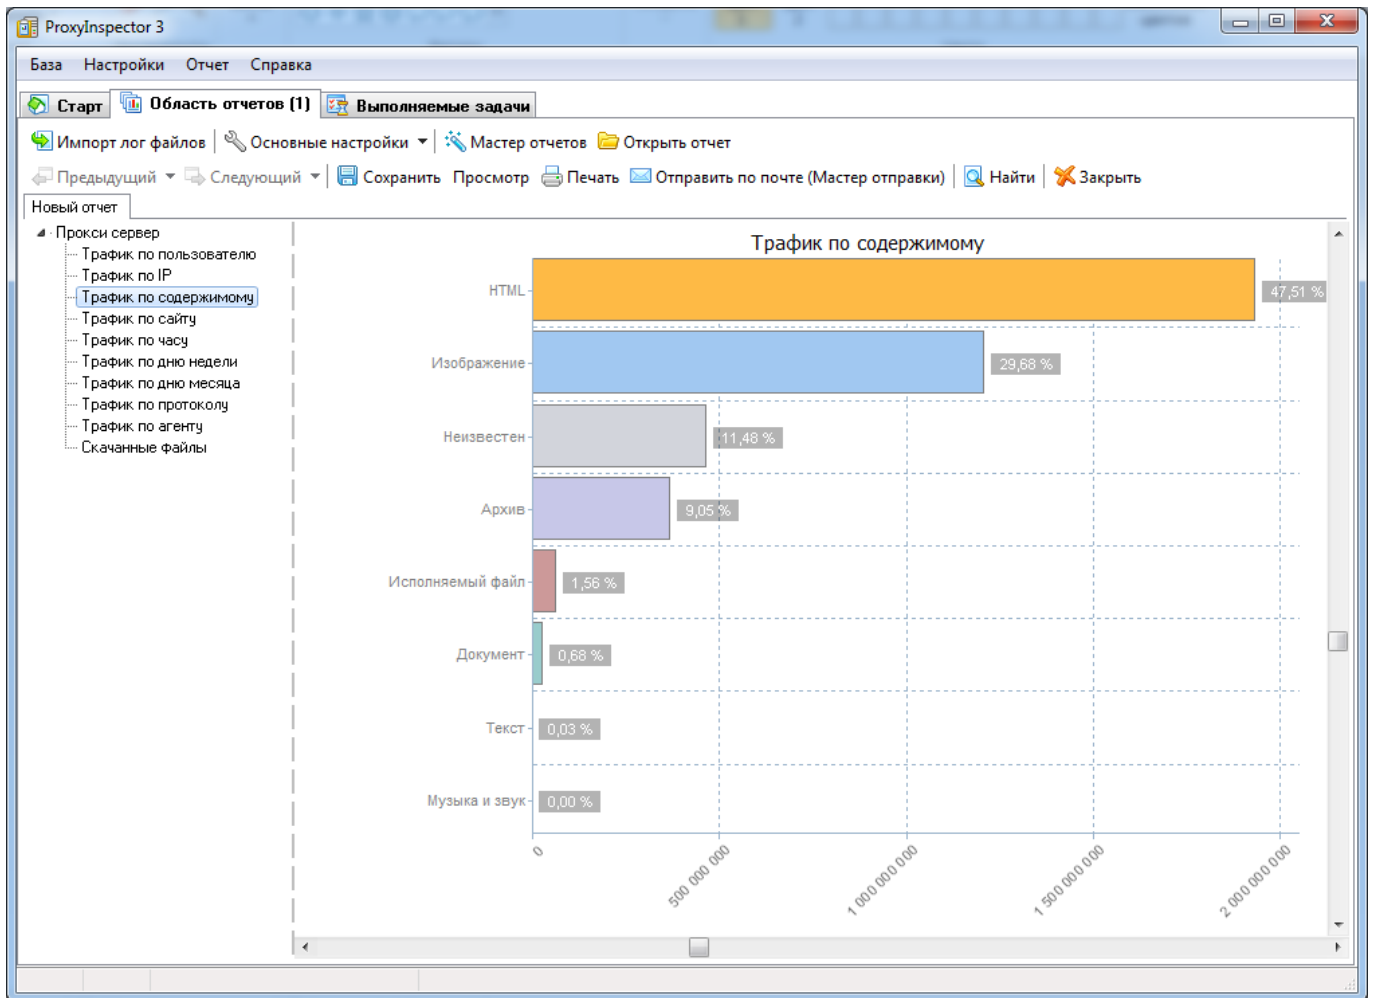 ProxyInspector 3
База Настройки Отчет Справка
Старт Область отчетов (1) Выполняемые задачи
Импорт лог файлов Основные настройки Мастер отчетов Открыть отчет
Предыдущий Следующий Сохранить Просмотр Печать Отправить по почте (Мастер отправки) Найти Закрыть
Новый отчет
Прокси сервер
Трафик по пользователю
Трафик по IP
Трафик по содержимому
Трафик по сайту
Трафик по часу
Трафик по дню недели
Трафик по дню месяца
Трафик по протоколу
Трафик по агенту
Скачанные файлы
Трафик по содержимому
HTML 47,51 %
Изображение 29,68 %
Неизвестен 11,48 %
Архив 9,05 %
Исполняемый файл 1,56 %
Документ 0,68 %
Текст 0,03 %
Музыка и звук 0,00 %
0 500 000 000 1 000 000 000 1 500 000 000 2 000 000 000